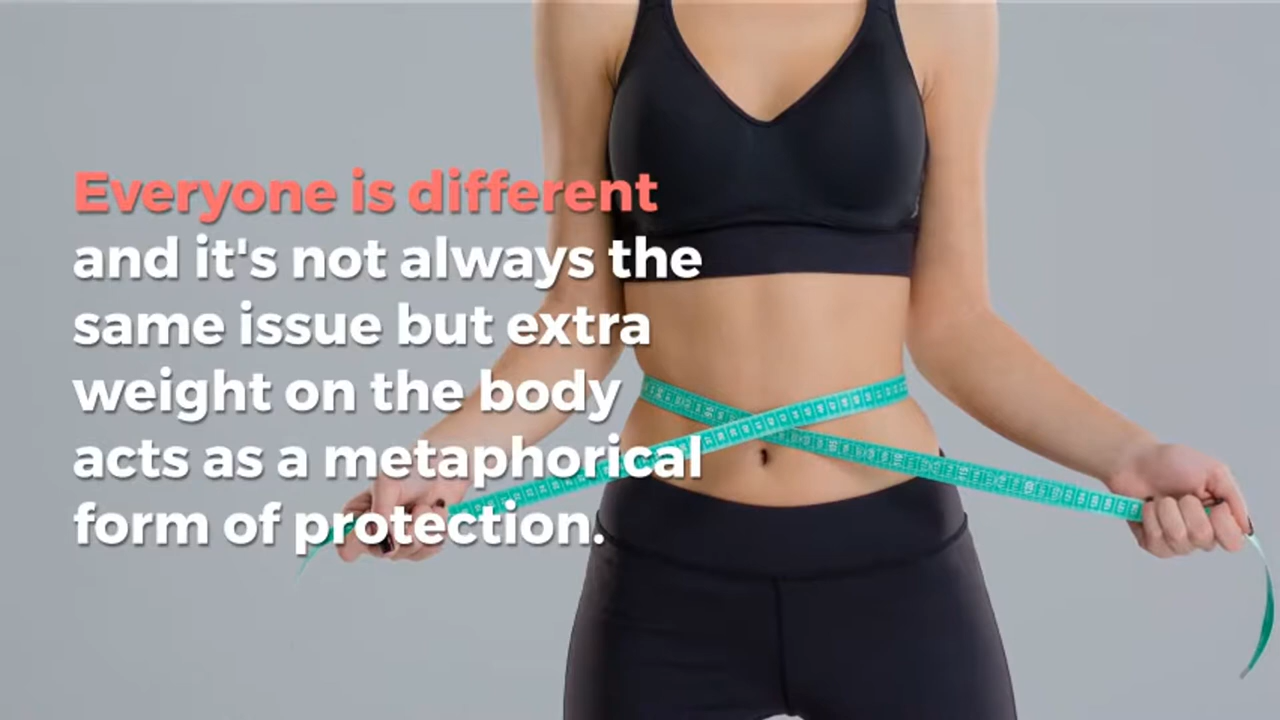 Everyone is different
and it's not always the
same issue but extra
weight on the body
acts as a metaphorical
form of protection.